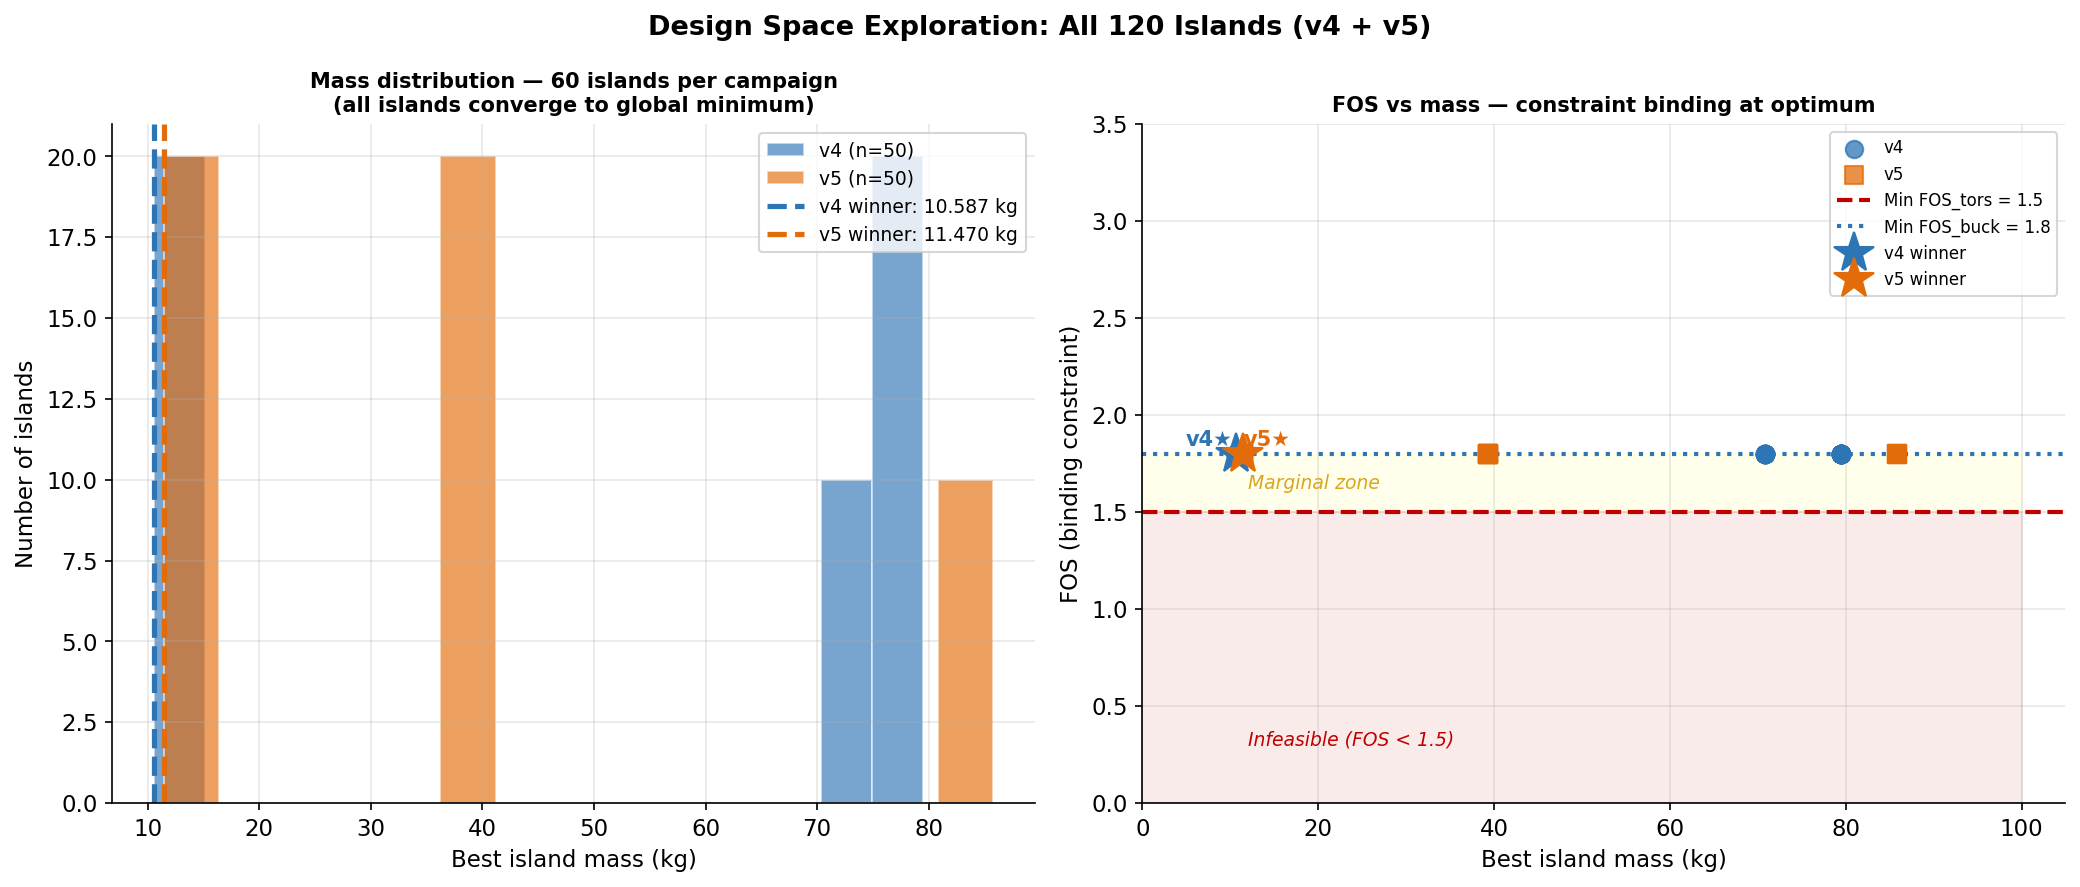 Design Space Exploration: All 120 Islands (v4 + v5)
Mass distribution — 60 islands per campaign
(all islands converge to global minimum)
20.0
17.5
15.0
12.5
10.0
7.5
5.0
2.5
0.0
Number of islands
v4 (n=50)
v5 (n=50)
v4 winner: 10.587 kg
v5 winner: 11.470 kg
10 20 30 40 50 60 70 80
Best island mass (kg)
FOS vs mass — constraint binding at optimum
3.5
3.0
2.5
2.0
1.5
1.0
0.5
0.0
FOS (binding constraint)
v4
v5
Min FOS_tors = 1.5
Min FOS_buck = 1.8
v4 winner
v5 winner
v4★ v5★
Marginal zone
Infeasible (FOS < 1.5)
0 20 40 60 80 100
Best island mass (kg)